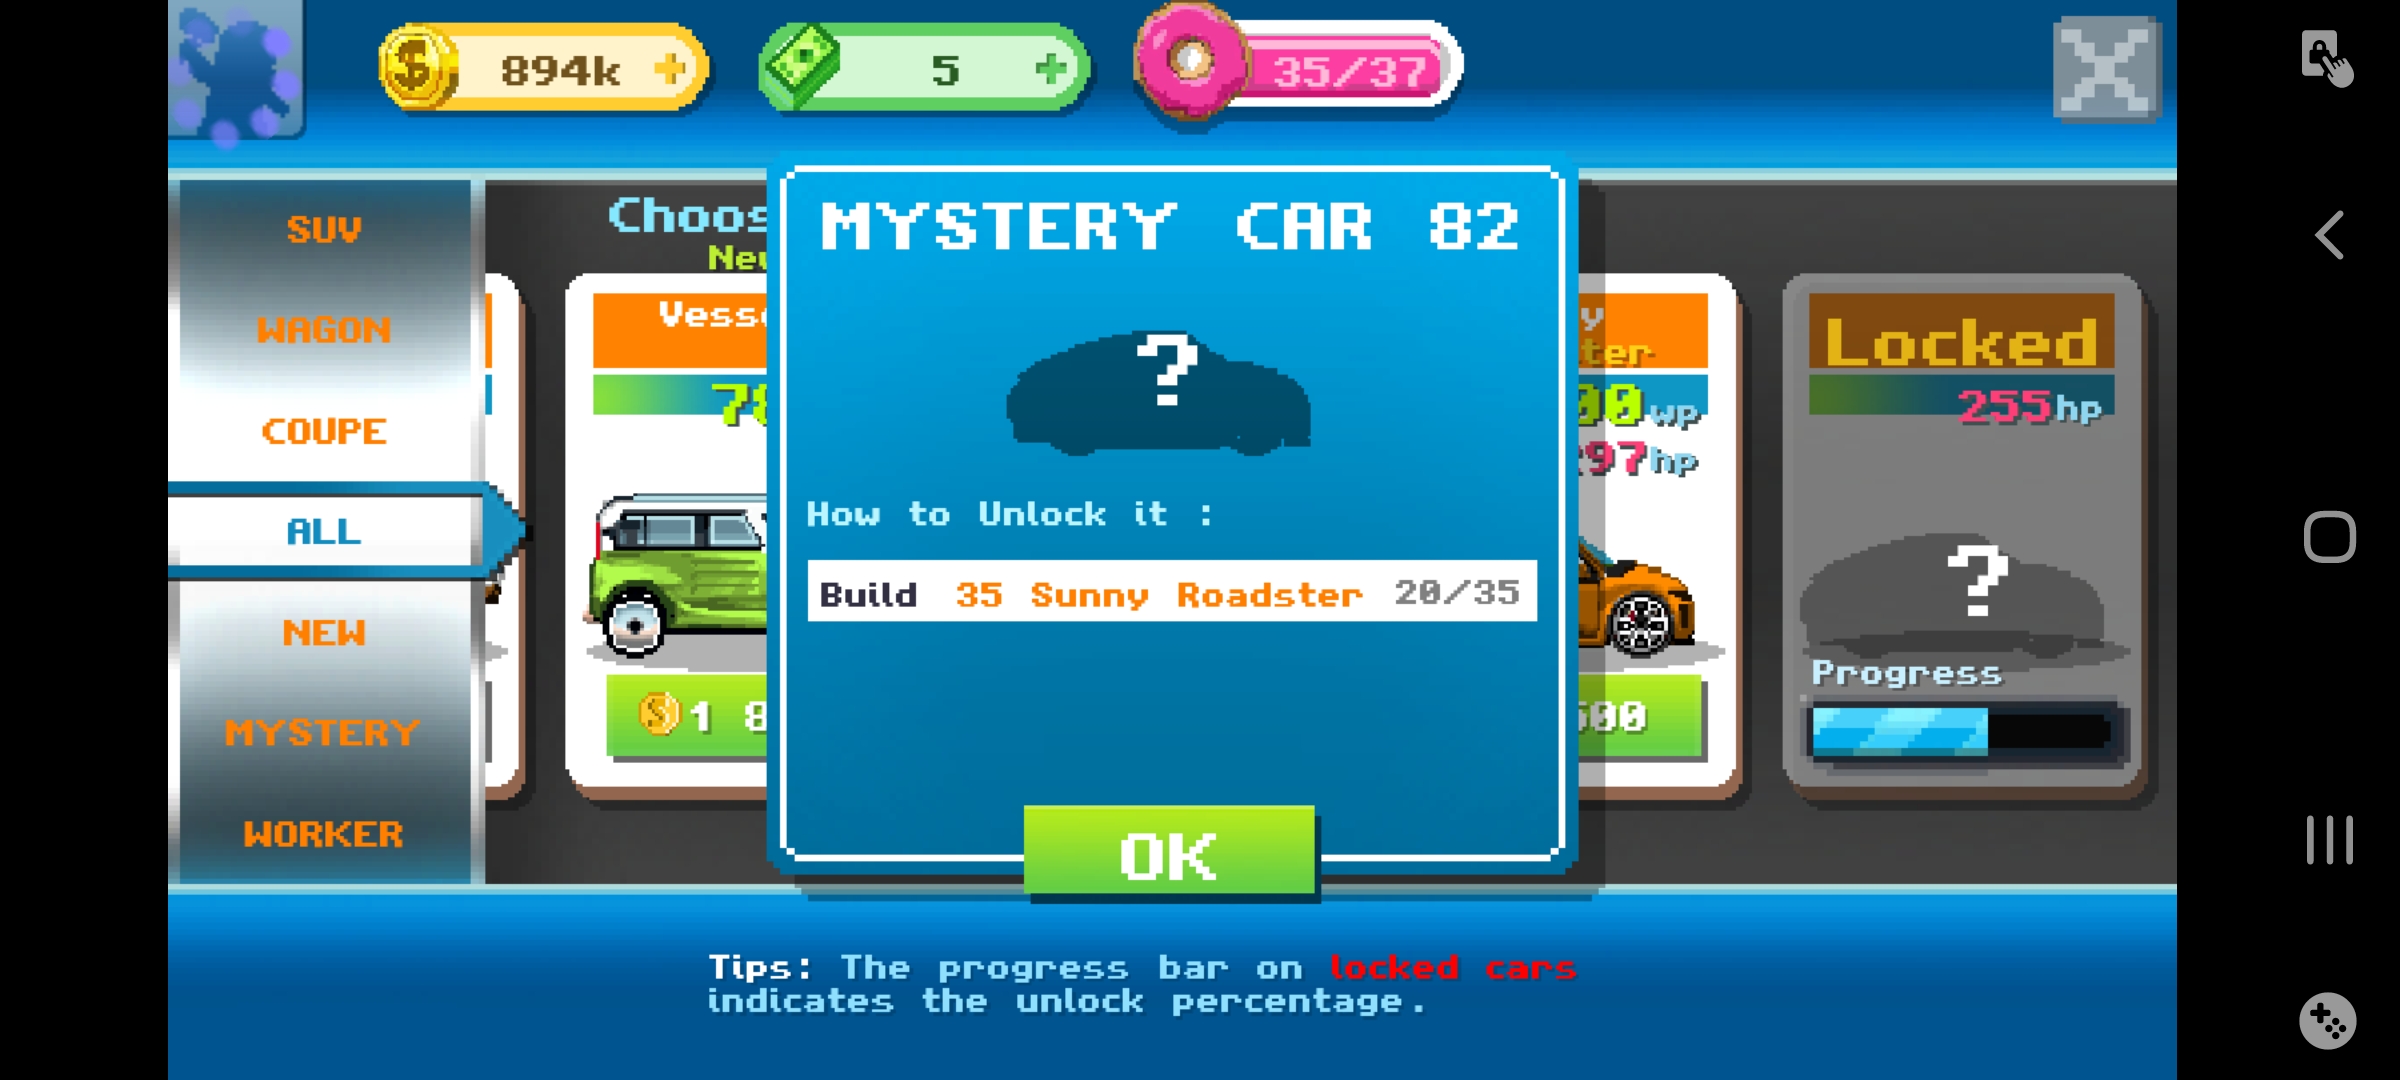 894k
5
35/37
SUV
WAGON
COUPE
ALL
NEW
MYSTERY
WORKER
MYSTERY CAR 82
?
How to Unlock it :
Build 35 Sunny Roadster 20/35
OK
Locked
255hp
?
Progress
97hp
Tips: The progress bar on locked cars
indicates the unlock percentage.